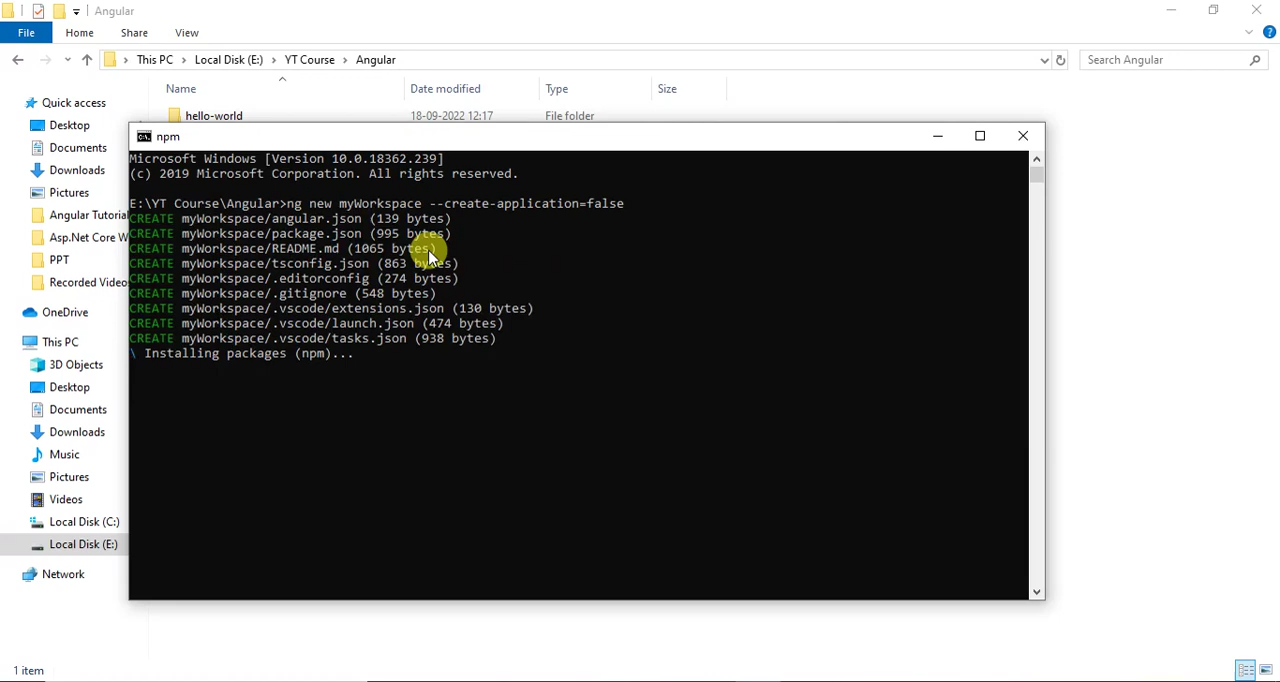 Angular
File Home Share View
This PC > Local Disk (E:) > YT Course > Angular
Search Angular
Name Date modified Type Size
Quick access
Desktop
Documents
Downloads
Pictures
Angular Tutoria
Asp.Net Core W
PPT
Recorded Video
OneDrive
This PC
3D Objects
Desktop
Documents
Downloads
Music
Pictures
Videos
Local Disk (C:)
Local Disk (E:)
Network
hello-world 18-09-2022 12:17 File folder
npm
Microsoft Windows [Version 10.0.18362.239]
(c) 2019 Microsoft Corporation. All rights reserved.
E:\YT Course\Angular>ng new myWorkspace --create-application=false
CREATE myWorkspace/angular.json (139 bytes)
CREATE myWorkspace/package.json (995 bytes)
CREATE myWorkspace/README.md (1065 bytes)
CREATE myWorkspace/tsconfig.json (863 bytes)
CREATE myWorkspace/.editorconfig (274 bytes)
CREATE myWorkspace/.gitignore (548 bytes)
CREATE myWorkspace/.vscode/extensions.json (130 bytes)
CREATE myWorkspace/.vscode/launch.json (474 bytes)
CREATE myWorkspace/.vscode/tasks.json (938 bytes)
\ Installing packages (npm)...
1 item